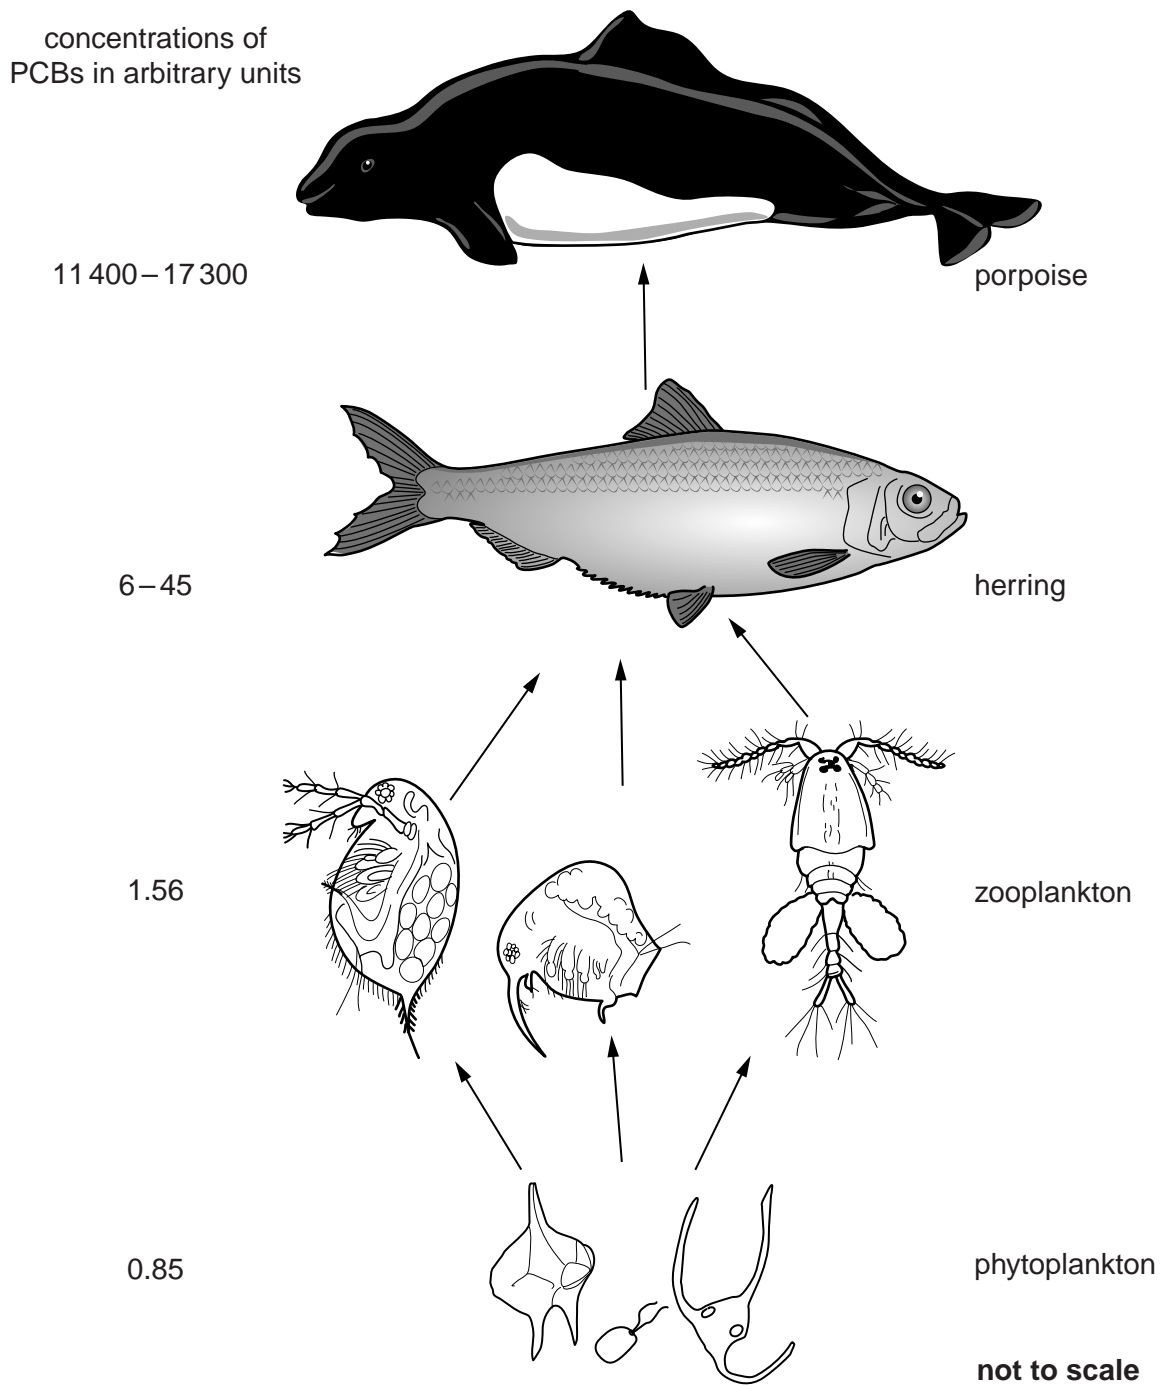 concentrations of
PCBs in arbitrary units
11 400 – 17 300
porpoise
6 – 45
herring
1.56
zooplankton
0.85
phytoplankton
not to scale